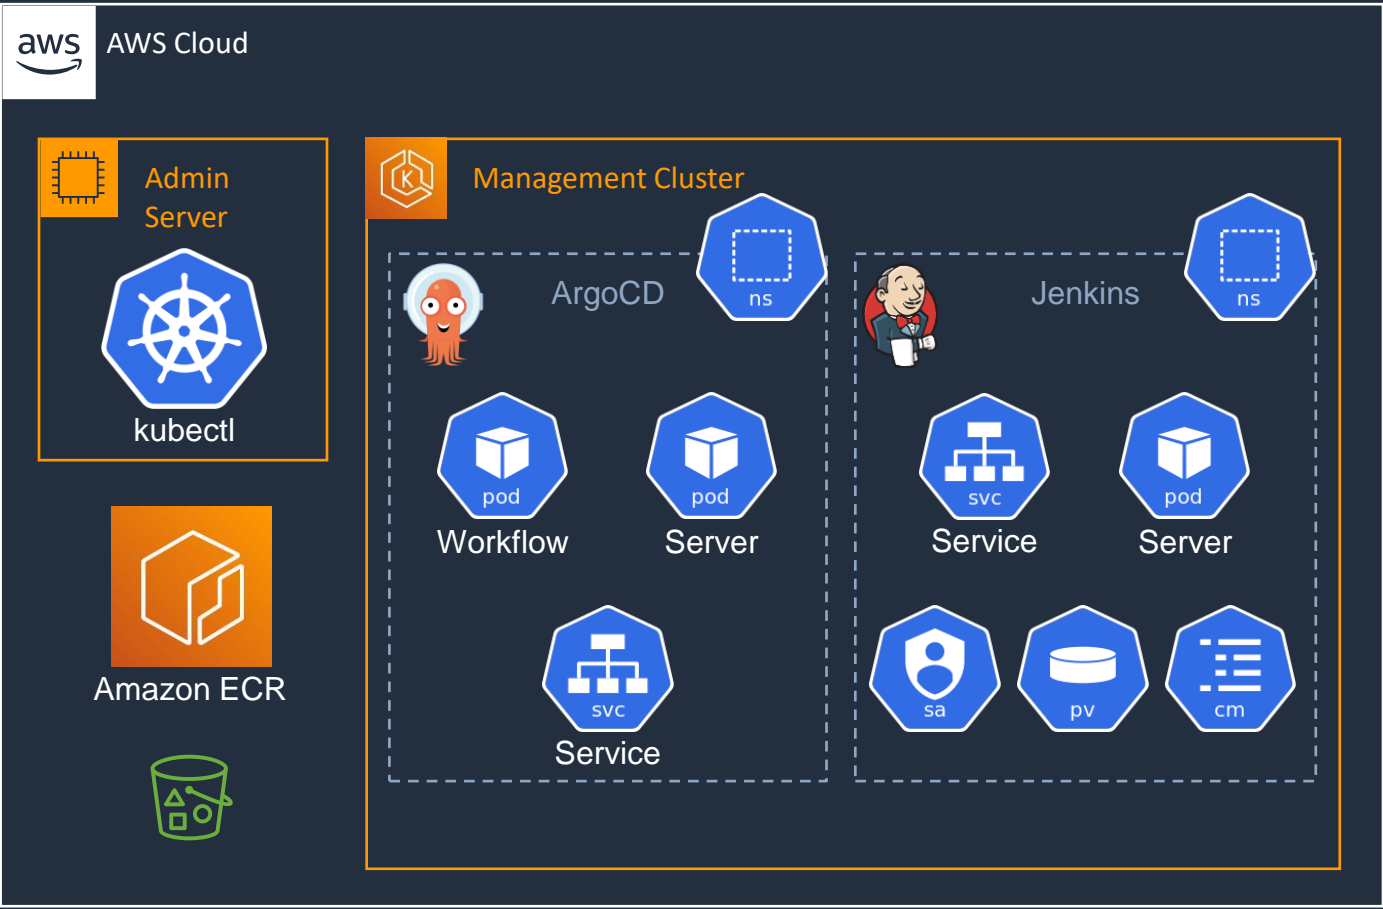 aws
AWS Cloud
Admin
Server
kubectl
Amazon ECR
K
Management Cluster
ArgoCD
ns
pod
Workflow
pod
Server
svc
Service
Jenkins
ns
svc
Service
pod
Server
sa
pv
cm